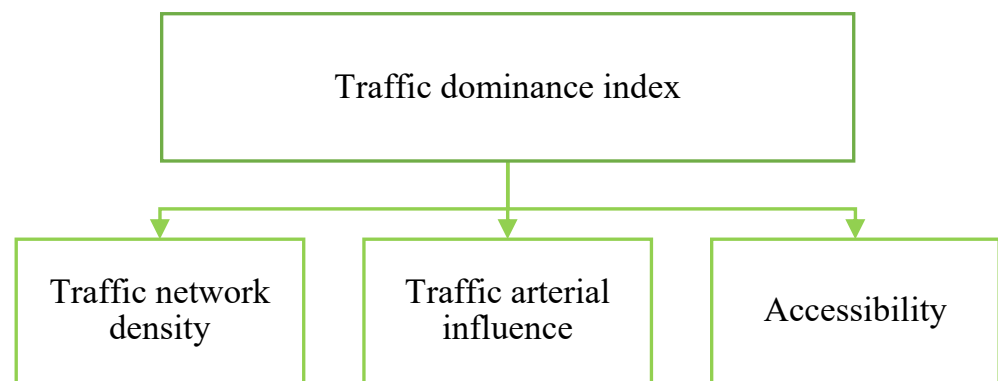 Traffic dominance index
Traffic network
density
Traffic arterial
influence
Accessibility